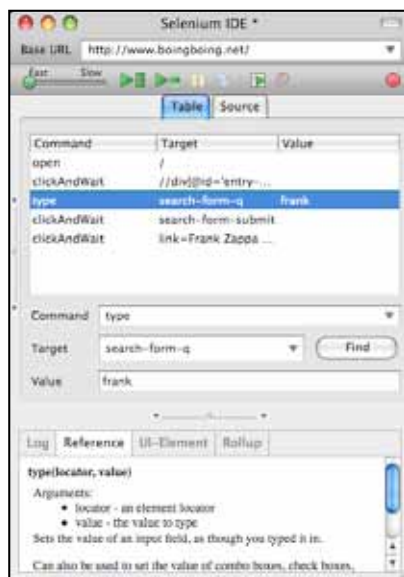 Selenium IDE *
Base URL http://www.boingboing.net/
Fast Slow
Table Source
Command Target Value
open /
clickAndWait //div[@id='entry-...
type search-form-q frank
clickAndWait search-form-submit
clickAndWait link=Frank Zappa ...
Command type
Target search-form-q Find
Value frank
Log Reference UI-Element Rollup
type(locator, value)
Arguments:
• locator - an element locator
• value - the value to type
Sets the value of an input field, as though you typed it in.
Can also be used to set the value of combo boxes, check boxes,